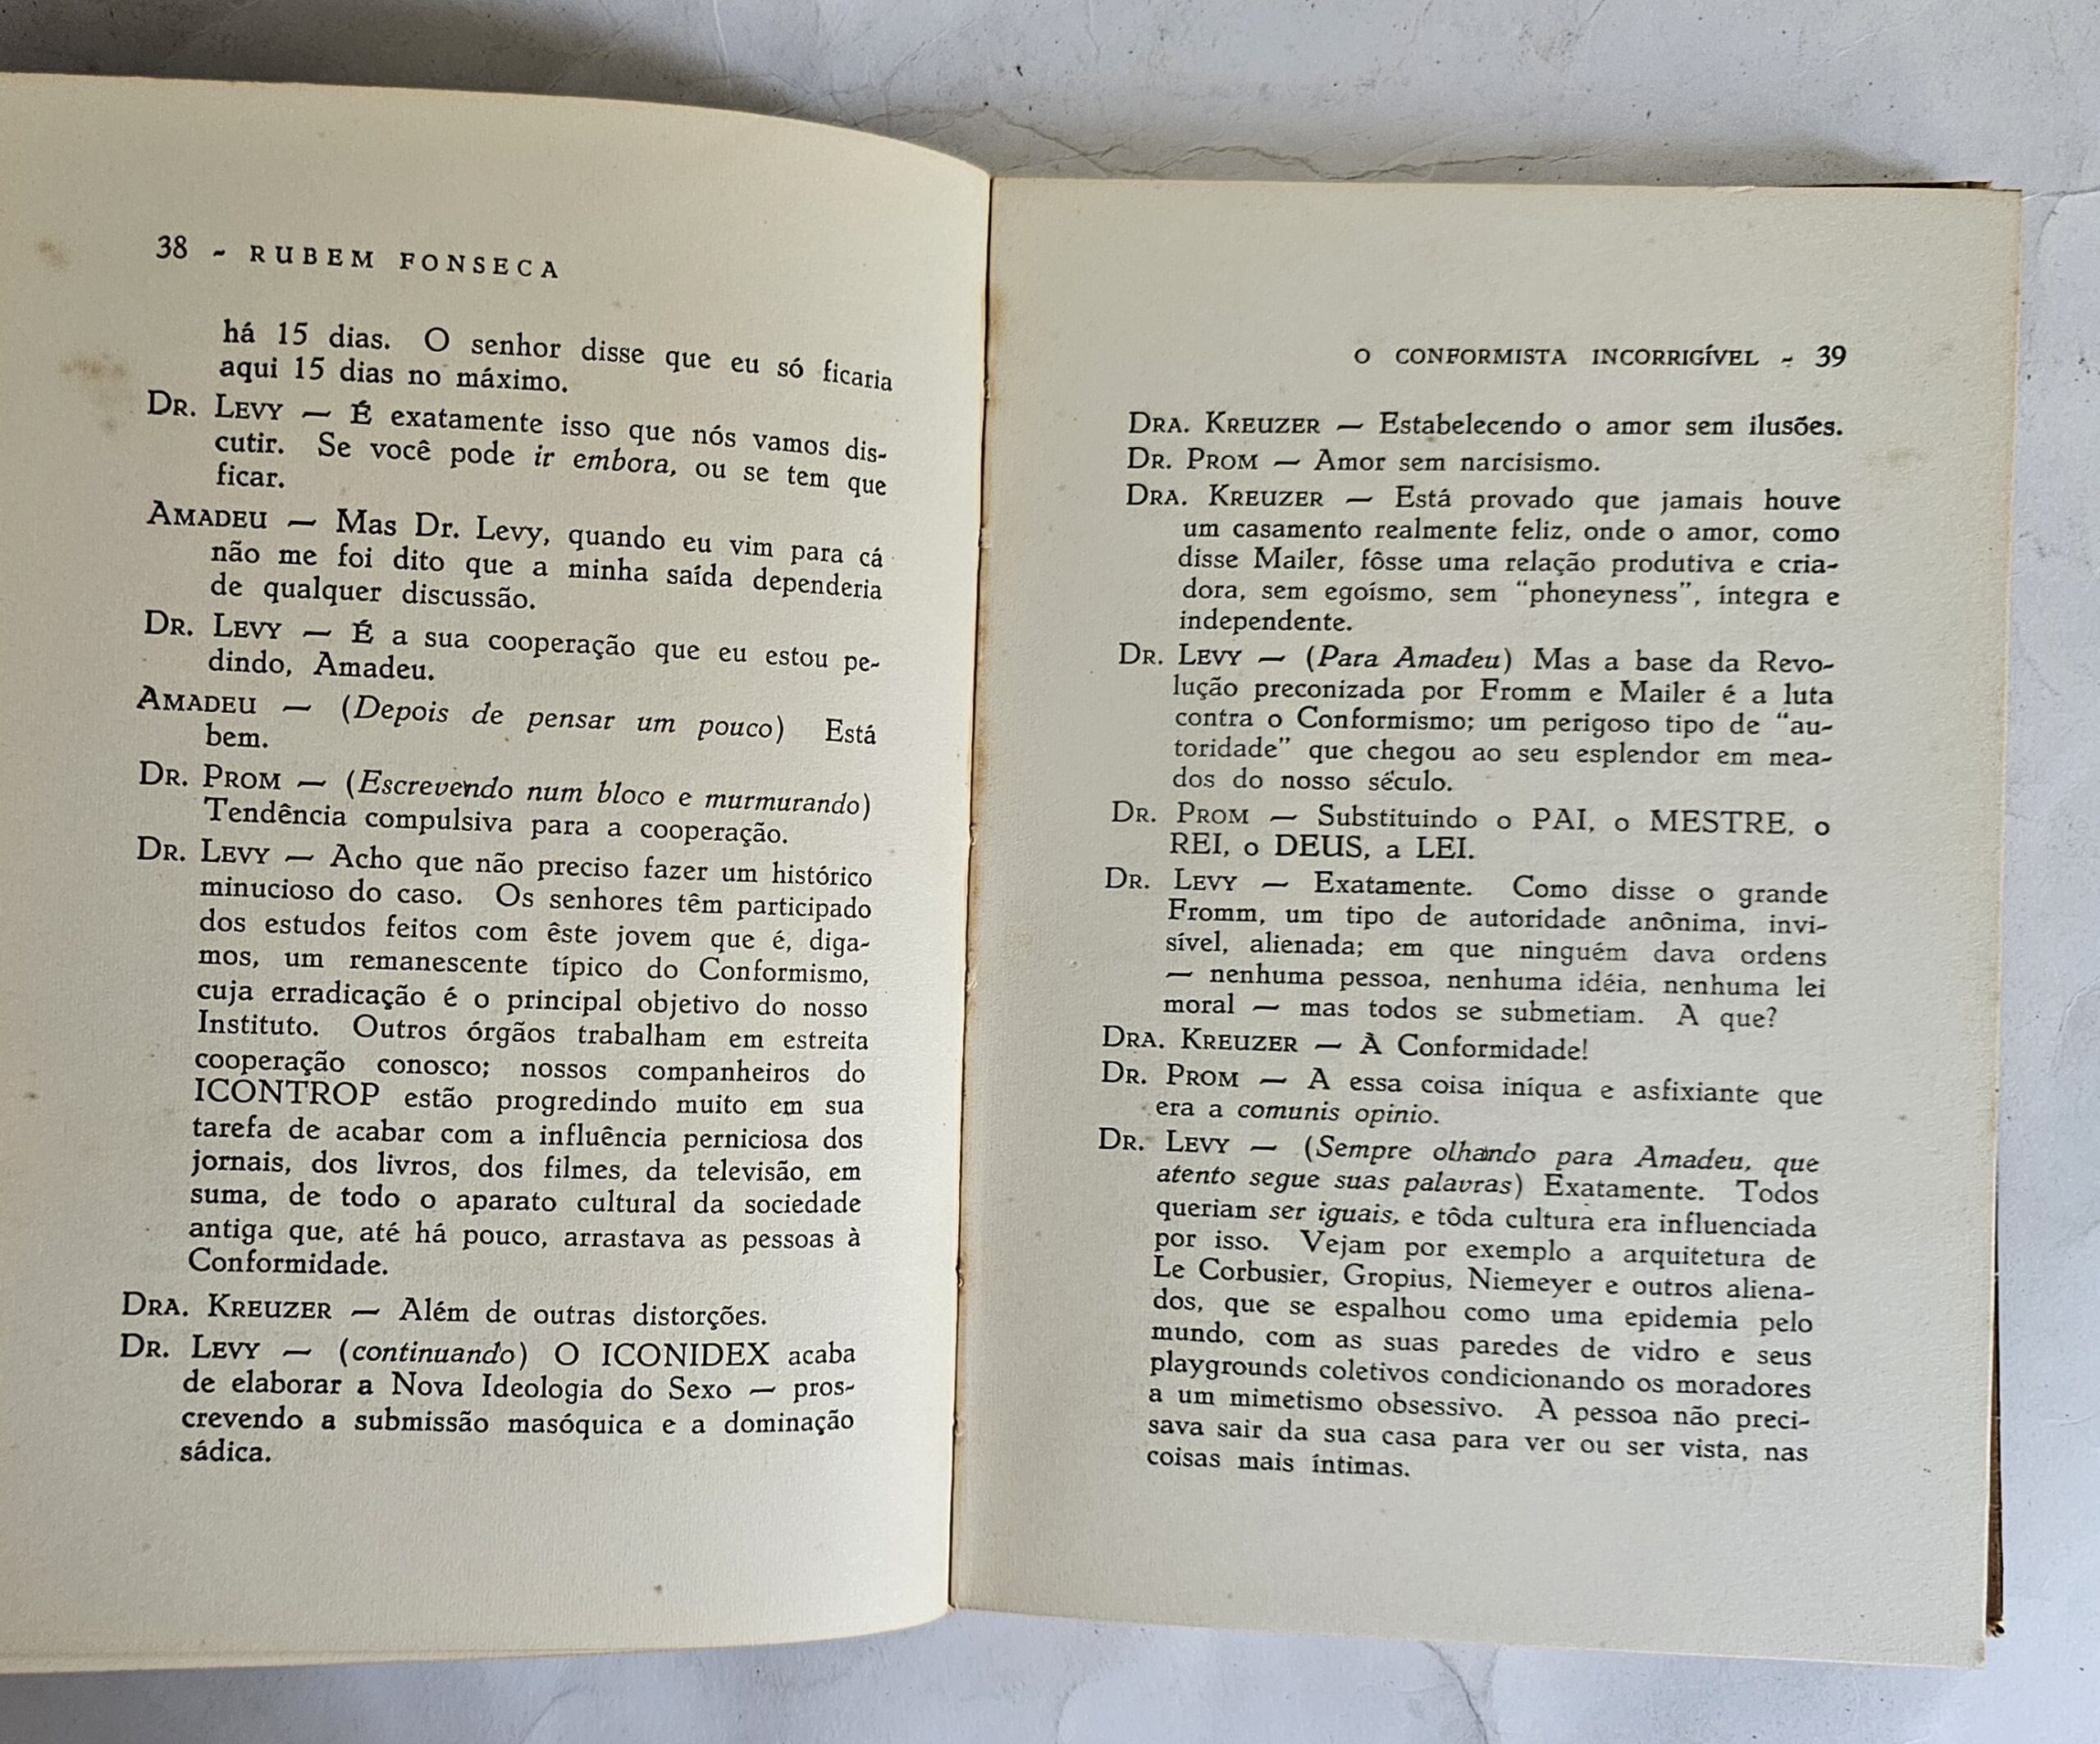 38 ~ RUBEM FONSECA
há 15 dias. O senhor disse que eu só ficaria
aqui 15 dias no máximo.
DR. LEVY — É exatamente isso que nós vamos dis-
cutir. Se você pode ir embora, ou se tem que
ficar.
AMADEU — Mas Dr. Levy, quando eu vim para cá
não me foi dito que a minha saída dependeria
de qualquer discussão.
DR. LEVY — É a sua cooperação que eu estou pe-
dindo, Amadeu.
AMADEU — (Depois de pensar um pouco) Está
bem.
DR. PROM — (Escrevendo num bloco e murmurando)
Tendência compulsiva para a cooperação.
DR. LEVY — Acho que não preciso fazer um histórico
minucioso do caso. Os senhores têm participado
dos estudos feitos com êste jovem que é, diga-
mos, um remanescente típico do Conformismo,
cuja erradicação é o principal objetivo do nosso
Instituto. Outros órgãos trabalham em estreita
cooperação conosco; nossos companheiros do
ICONTROP estão progredindo muito em sua
tarefa de acabar com a influência perniciosa dos
jornais, dos livros, dos filmes, da televisão, em
suma, de todo o aparato cultural da sociedade
antiga que, até há pouco, arrastava as pessoas à
Conformidade.
DRA. KREUZER — Além de outras distorções.
DR. LEVY — (continuando) O ICONIDEX acaba
de elaborar a Nova Ideologia do Sexo — pros-
crevendo a submissão masóquica e a dominação
sádica.
O CONFORMISTA INCORRIGÍVEL ~ 39
DRA. KREUZER — Estabelecendo o amor sem ilusões.
DR. PROM — Amor sem narcisismo.
DRA. KREUZER — Está provado que jamais houve
um casamento realmente feliz, onde o amor, como
disse Mailer, fôsse uma relação produtiva e cria-
dora, sem egoísmo, sem “phoneyness”, íntegra e
independente.
DR. LEVY — (Para Amadeu) Mas a base da Revo-
lução preconizada por Fromm e Mailer é a luta
contra o Conformismo; um perigoso tipo de “au-
toridade” que chegou ao seu esplendor em mea-
dos do nosso século.
DR. PROM — Substituindo o PAI, o MESTRE, o
REI, o DEUS, a LEI.
DR. LEVY — Exatamente. Como disse o grande
Fromm, um tipo de autoridade anônima, invi-
sível, alienada; em que ninguém dava ordens
— nenhuma pessoa, nenhuma idéia, nenhuma lei
moral — mas todos se submetiam. A que?
DRA. KREUZER — À Conformidade!
DR. PROM — A essa coisa iníqua e asfixiante que
era a comunis opinio.
DR. LEVY — (Sempre olhando para Amadeu, que
atento segue suas palavras) Exatamente. Todos
queriam ser iguais, e tôda cultura era influenciada
por isso. Vejam por exemplo a arquitetura de
Le Corbusier, Gropius, Niemeyer e outros aliena-
dos, que se espalhou como uma epidemia pelo
mundo, com as suas paredes de vidro e seus
playgrounds coletivos condicionando os moradores
a um mimetismo obsessivo. A pessoa não preci-
sava sair da sua casa para ver ou ser vista, nas
coisas mais íntimas.